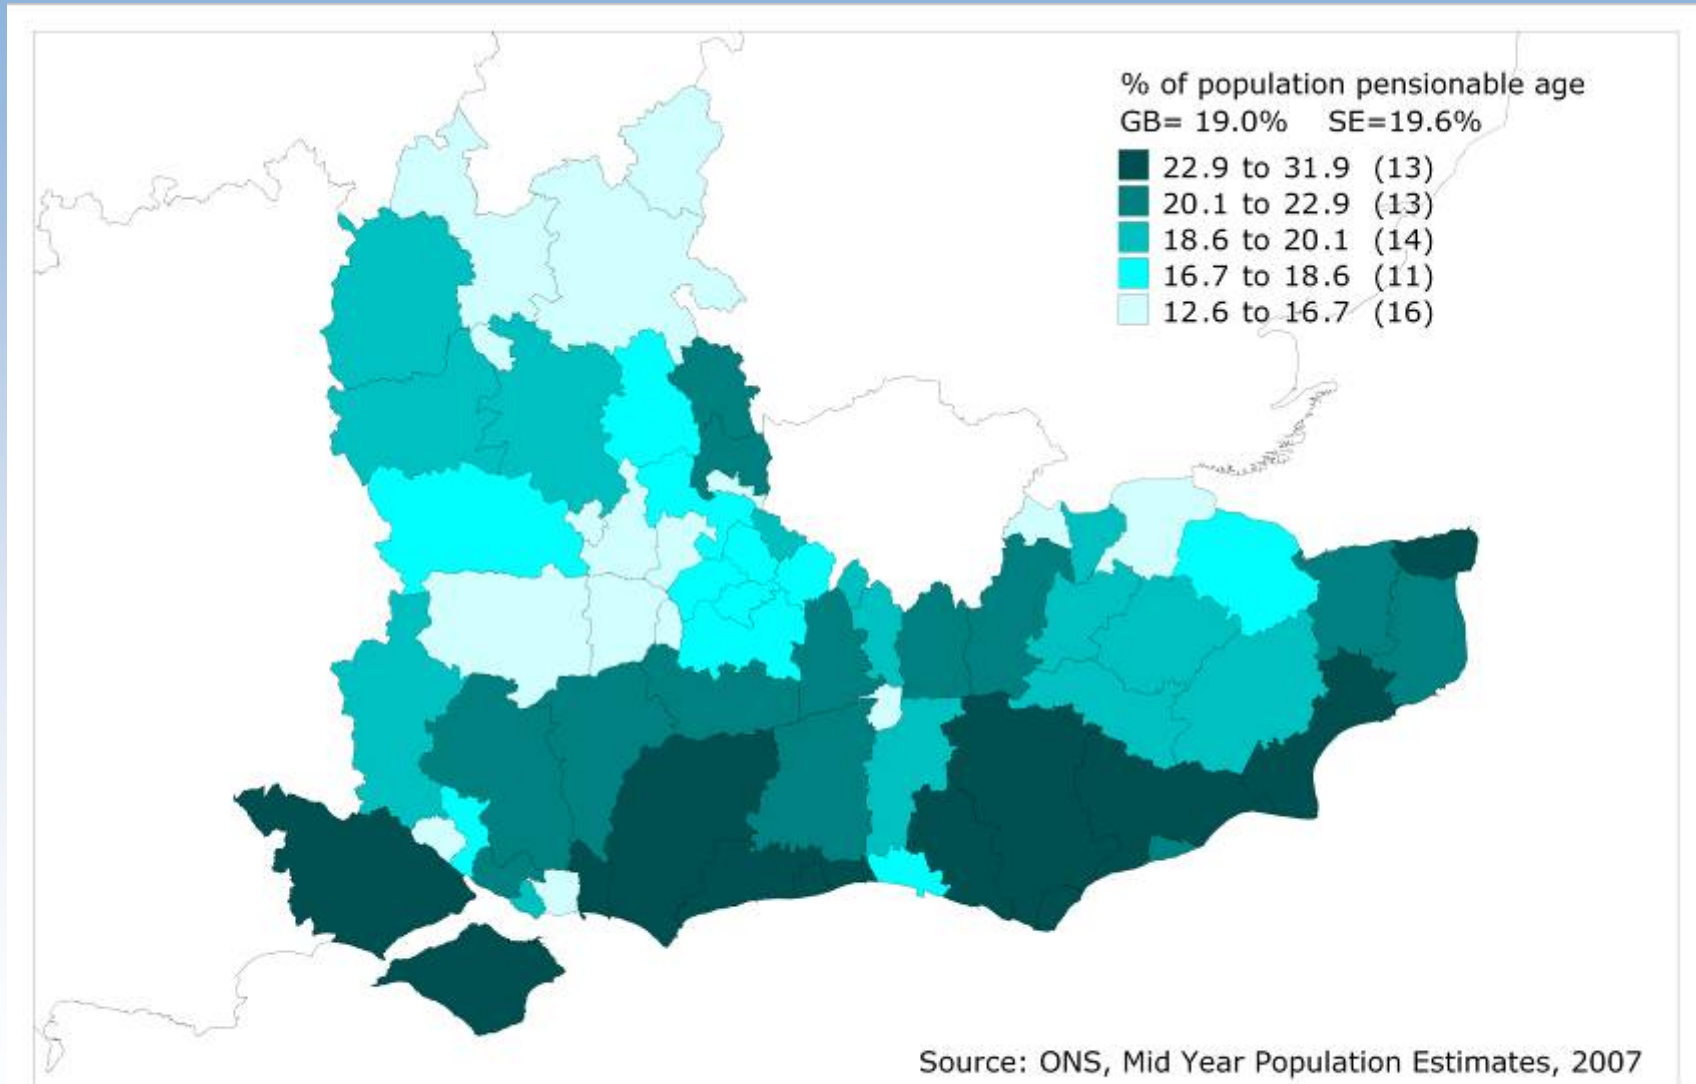 % of population pensionable age
GB= 19.0% SE=19.6%
22.9 to 31.9 (13)
20.1 to 22.9 (13)
18.6 to 20.1 (14)
16.7 to 18.6 (11)
12.6 to 16.7 (16)
Source: ONS, Mid Year Population Estimates, 2007